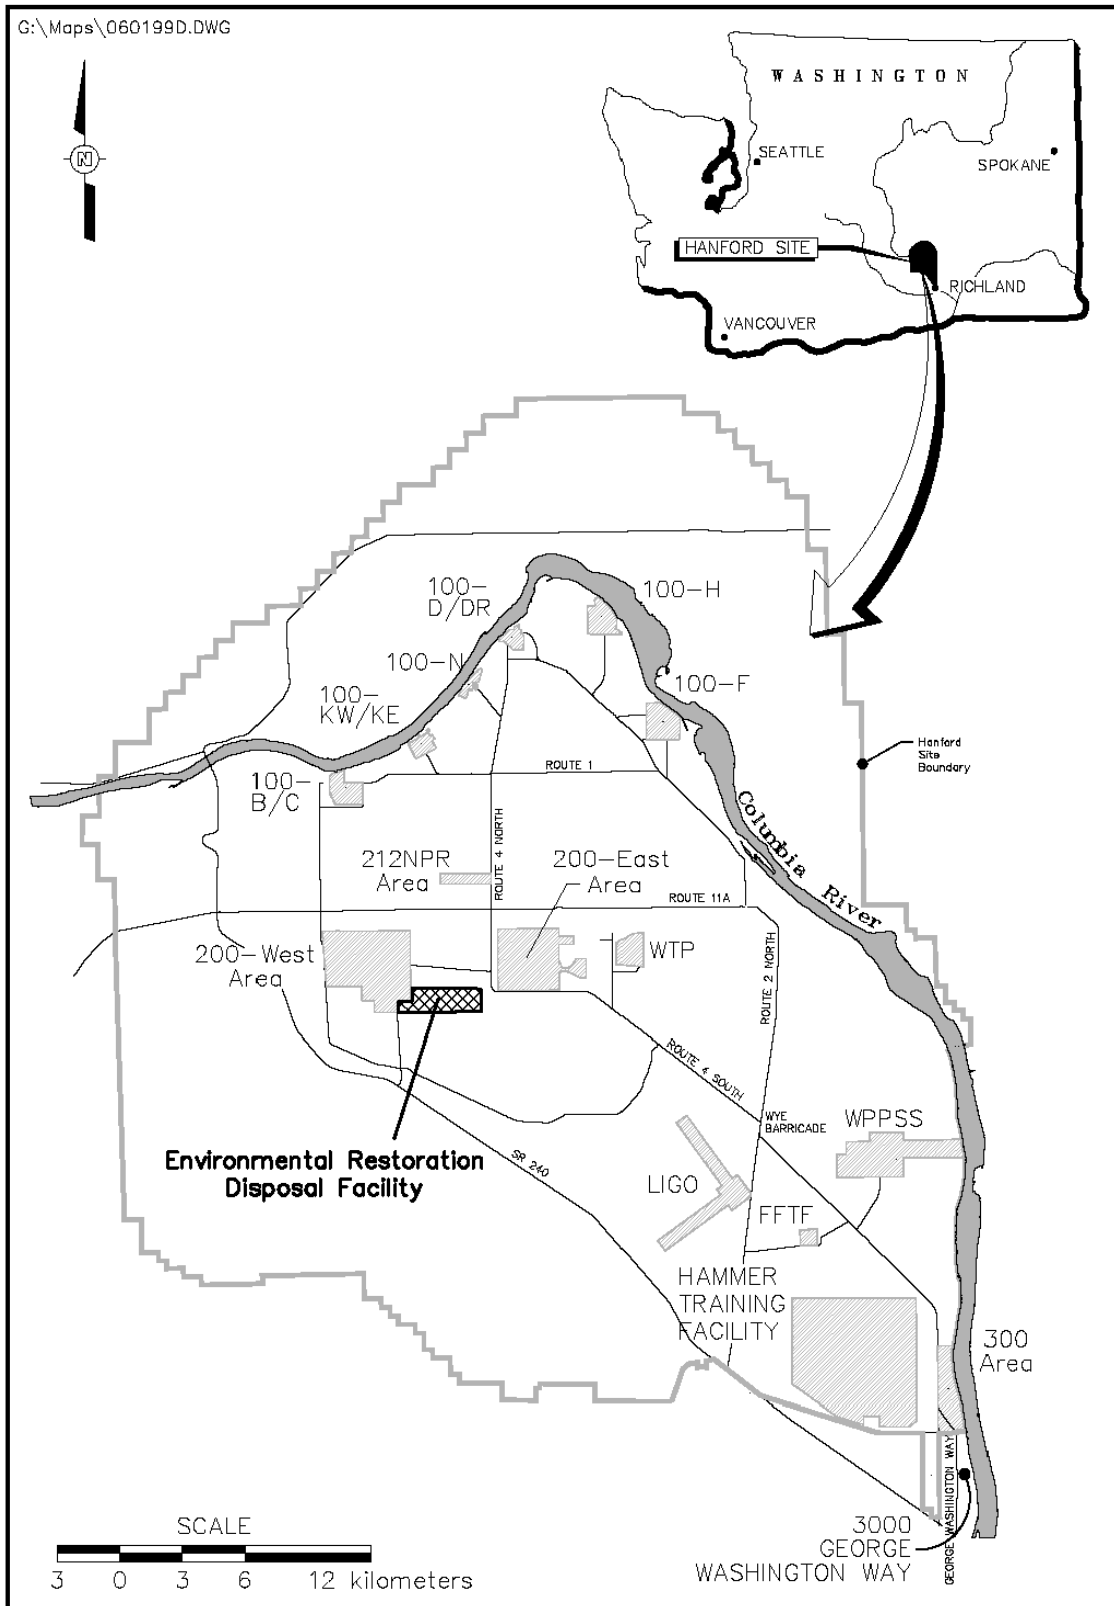 G:\Maps\060199D.DWG
N
WASHINGTON
SEATTLE
SPOKANE
HANFORD SITE
RICHLAND
VANCOUVER
100-
D/DR
100-H
100-N
100-F
100-
KW/KE
Hanford
Site
Boundary
ROUTE 1
100-
B/C
Columbia River
ROUTE 4 NORTH
212NPR
Area
200-East
Area
ROUTE 11A
200-West
Area
WTP
ROUTE 2 NORTH
ROUTE 4 SOUTH
WYE
BARRICADE
WPPSS
Environmental Restoration
Disposal Facility
SR 240
LIGO
FFTF
HAMMER
TRAINING
FACILITY
300
Area
GEORGE WASHINGTON WAY
3000
GEORGE
WASHINGTON WAY
SCALE
3 0 3 6 12 kilometers